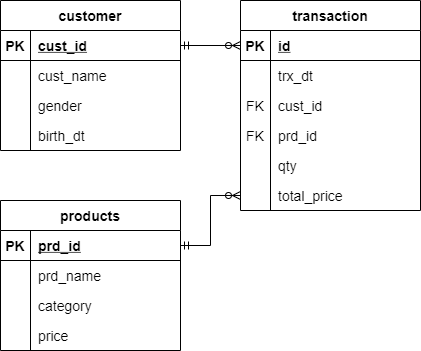 customer
PK cust_id
cust_name
gender
birth_dt
transaction
PK id
trx_dt
FK cust_id
FK prd_id
qty
total_price
products
PK prd_id
prd_name
category
price